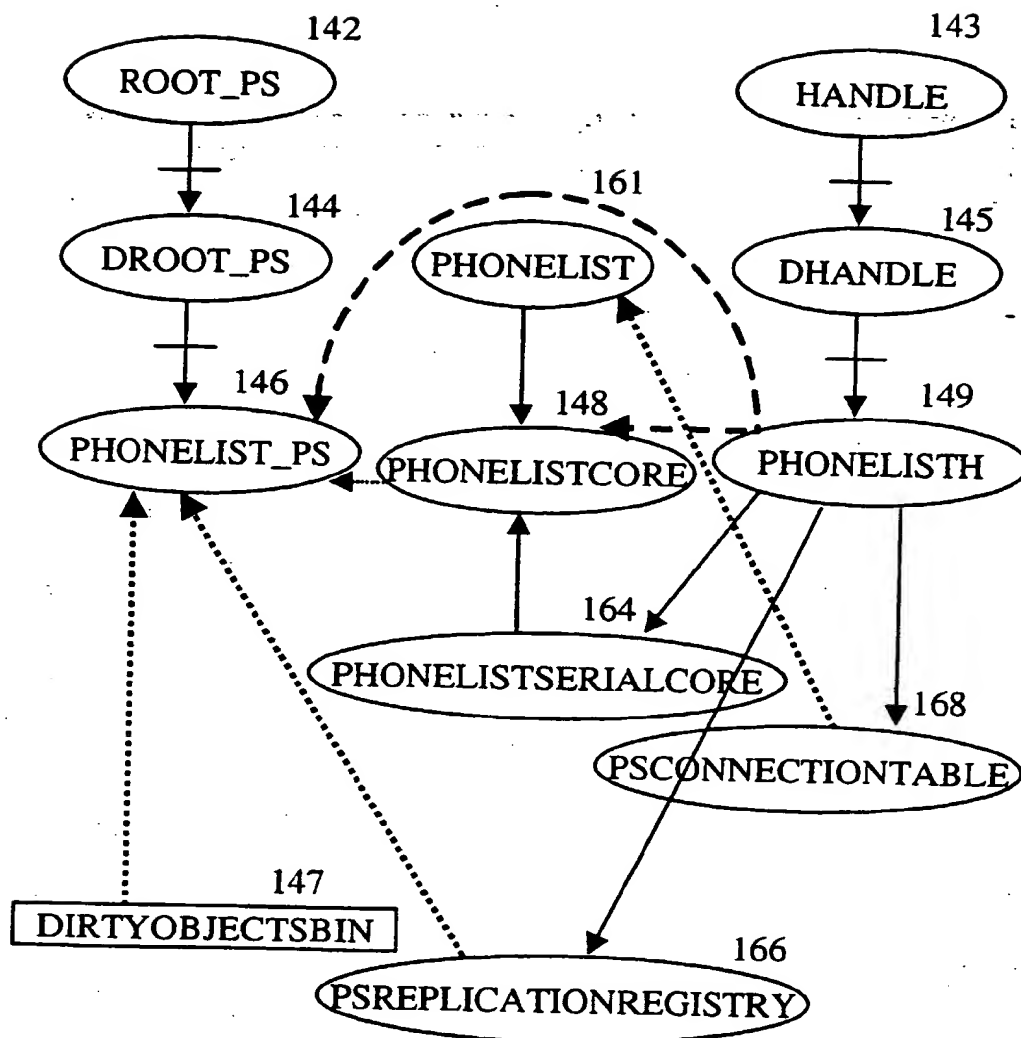 142
143
ROOT_PS
HANDLE
161
144
145
DROOT_PS
PHONELIST
DHANDLE
146
148
149
PHONELIST_PS
PHONELISTCORE
PHONELISTH
164
PHONELISTSERIALCORE
168
PSCONNECTIONTABLE
147
DIRTYOBJECTSBIN
166
PSREPLICATIONREGISTRY